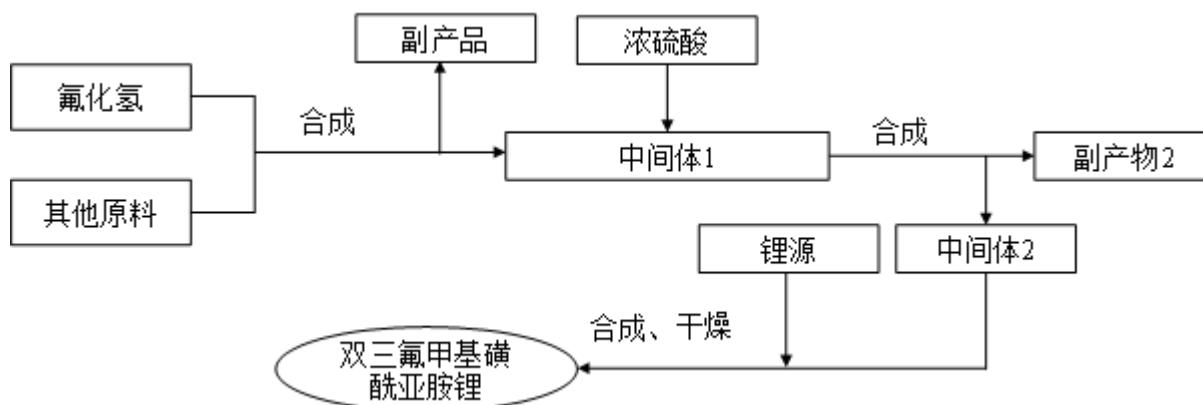 副产品
浓硫酸
氟化氢
合成
合成
中间体1
副产物2
其他原料
锂源
中间体2
合成、干燥
双三氟甲基磺
酰亚胺锂